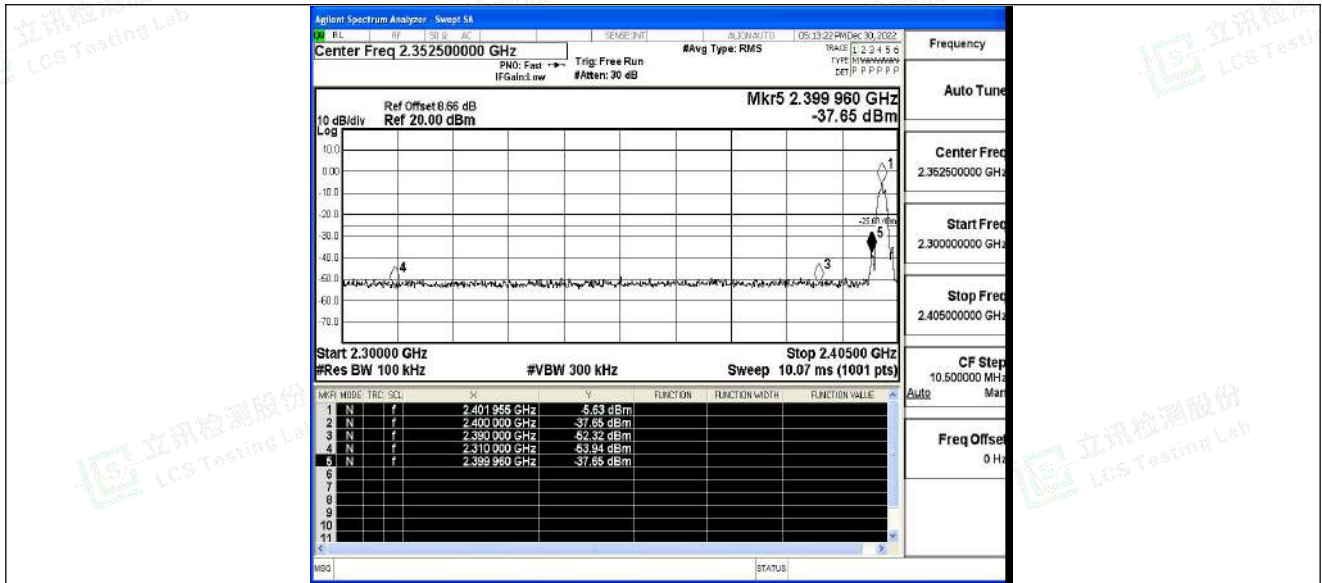 Agilent Spectrum Analyzer - Swept SA
RL RF 50 Ω AC SENSE:INT ALIGNAUTO 05:13:22 PM Dec 30, 2022
Center Freq 2.352500000 GHz
PNO: Fast
IFGain:Low
Trig: Free Run
#Atten: 30 dB
#Avg Type: RMS
TRACE 1 2 3 4 5 6
TYPE
DET P P P P P P
Ref Offset 8.66 dB
10 dB/div Ref 20.00 dBm
Log
Mkr5 2.399 960 GHz
-37.65 dBm
10.0
0.00
-10.0
-20.0
-30.0
-40.0
-50.0
-60.0
-70.0
1
5
3
4
Start 2.30000 GHz
#Res BW 100 kHz
#VBW 300 kHz
Stop 2.40500 GHz
Sweep 10.07 ms (1001 pts)
MKR MODE TRC SCL X Y FUNCTION FUNCTION WIDTH FUNCTION VALUE
1 N f 2.401 955 GHz -5.63 dBm
2 N f 2.400 000 GHz -37.65 dBm
3 N f 2.390 000 GHz -52.32 dBm
4 N f 2.310 000 GHz -53.94 dBm
5 N f 2.399 960 GHz -37.65 dBm
6
7
8
9
10
11
MSG
STATUS
Frequency
Auto Tune
Center Freq
2.352500000 GHz
Start Freq
2.300000000 GHz
Stop Freq
2.405000000 GHz
CF Step
10.500000 MHz
Auto Man
Freq Offset
0 Hz
LCS Testing Lab
立讯检测股份
LCS Testing Lab
立讯检测股份
LCS Testing Lab